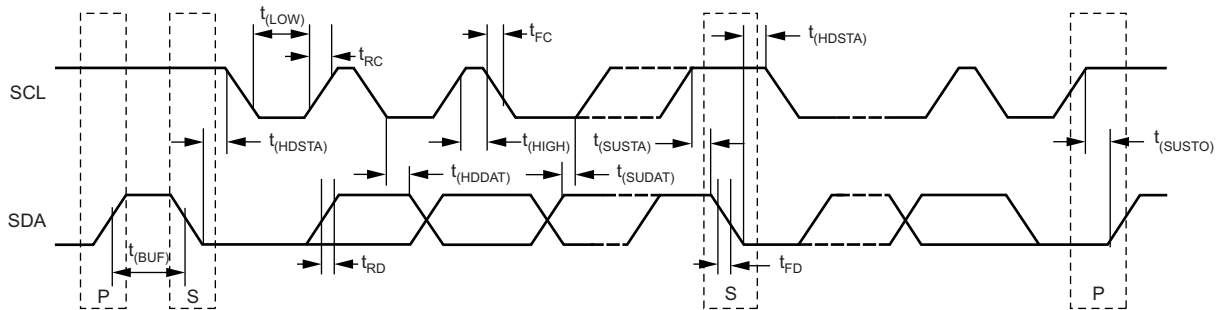 t(LOW)
tRC
tFC
t(HDSTA)
SCL
t(HDSTA)
t(HIGH)
t(SUSTA)
t(SUSTO)
t(HDDAT)
t(SUDAT)
SDA
t(BUF)
tRD
tFD
P
S
S
P